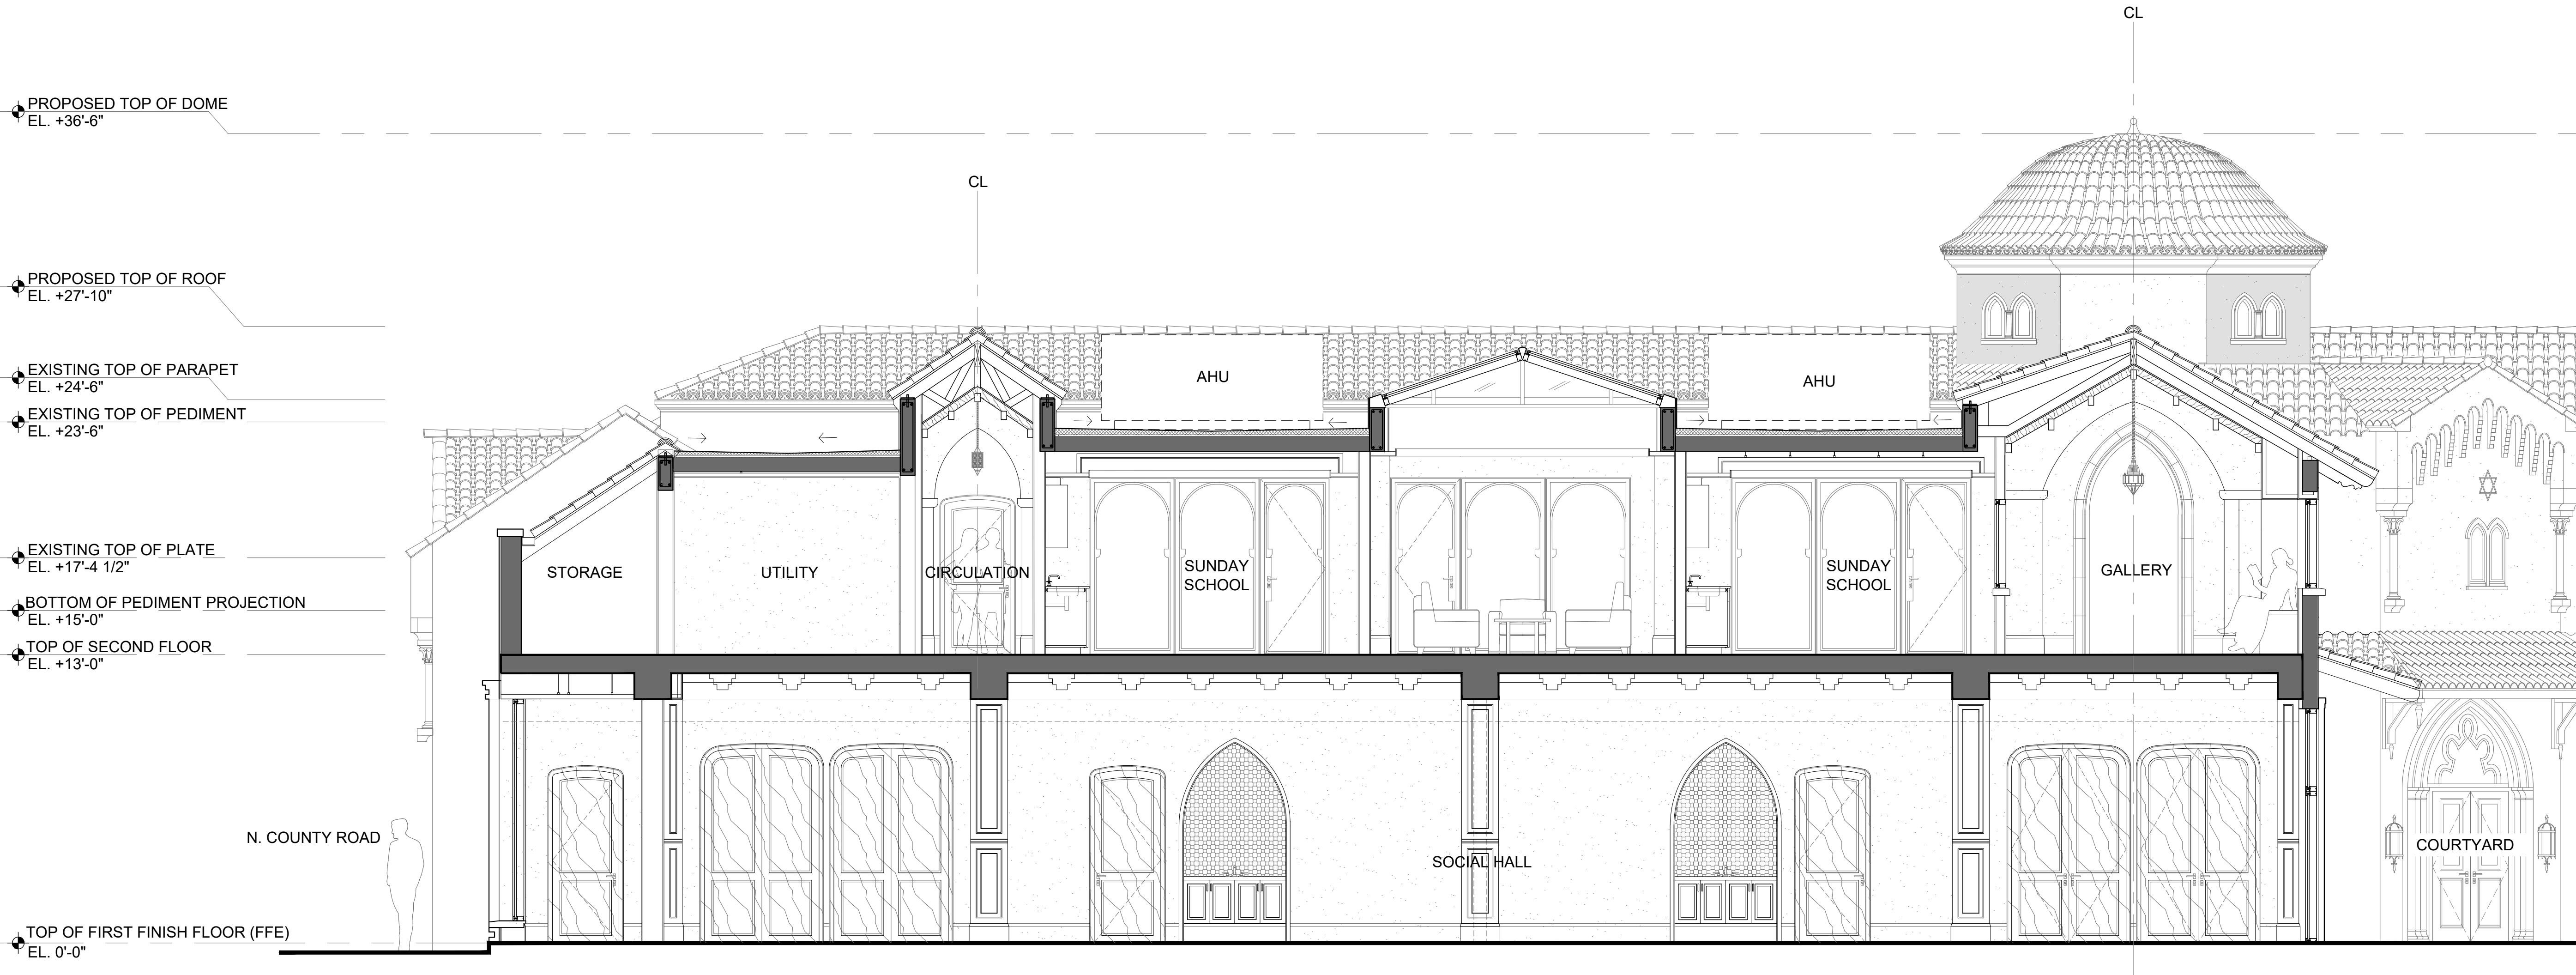 CL
PROPOSED TOP OF DOME
EL. +36'-6"
CL
PROPOSED TOP OF ROOF
EL. +27'-10"
EXISTING TOP OF PARAPET
EL. +24'-6"
AHU
AHU
EXISTING TOP OF PEDIMENT
EL. +23'-6"
EXISTING TOP OF PLATE
EL. +17'-4 1/2"
STORAGE
UTILITY
CIRCULATION
SUNDAY
SCHOOL
SUNDAY
SCHOOL
GALLERY
BOTTOM OF PEDIMENT PROJECTION
EL. +15'-0"
TOP OF SECOND FLOOR
EL. +13'-0"
N. COUNTY ROAD
SOCIAL HALL
COURTYARD
TOP OF FIRST FINISH FLOOR (FFE)
EL. 0'-0"